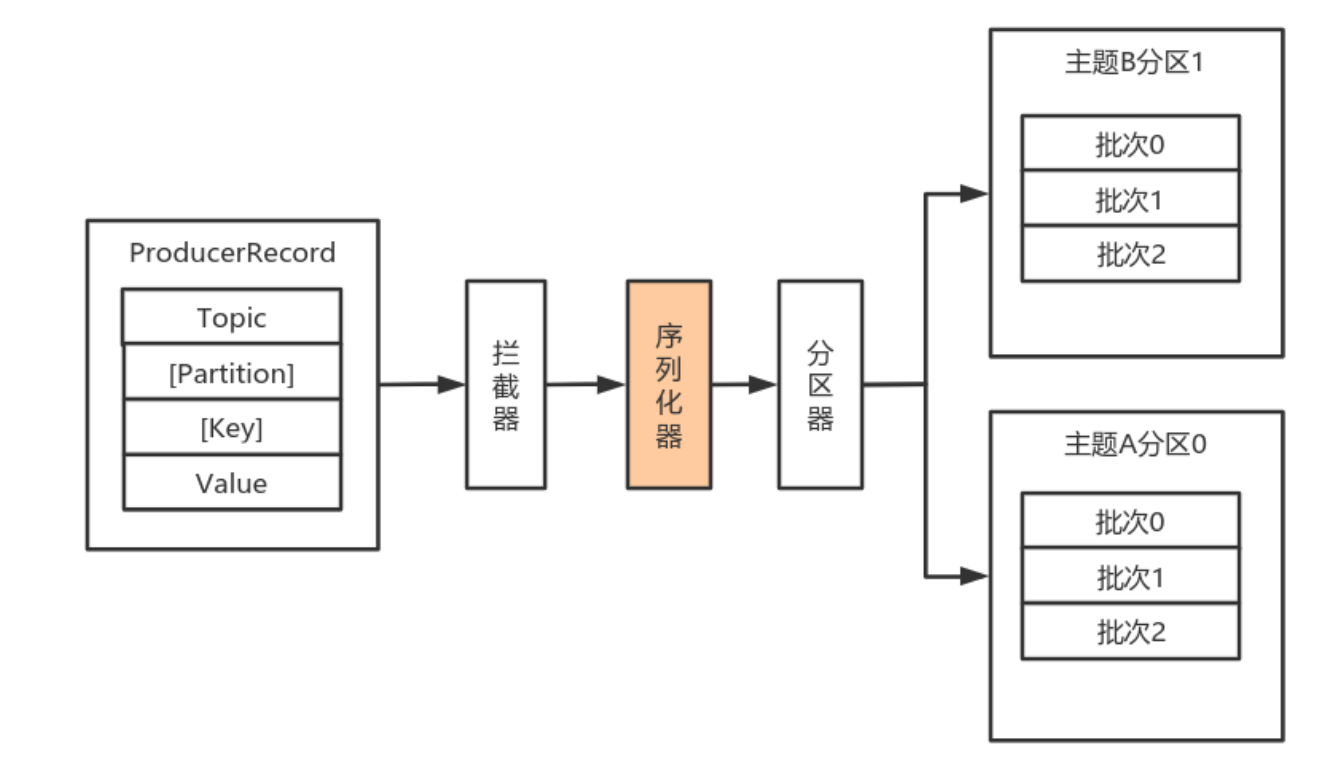 ProducerRecord
Topic
[Partition]
[Key]
Value
拦截器
序列化器
分区器
主题B分区1
批次0
批次1
批次2
主题A分区0
批次0
批次1
批次2